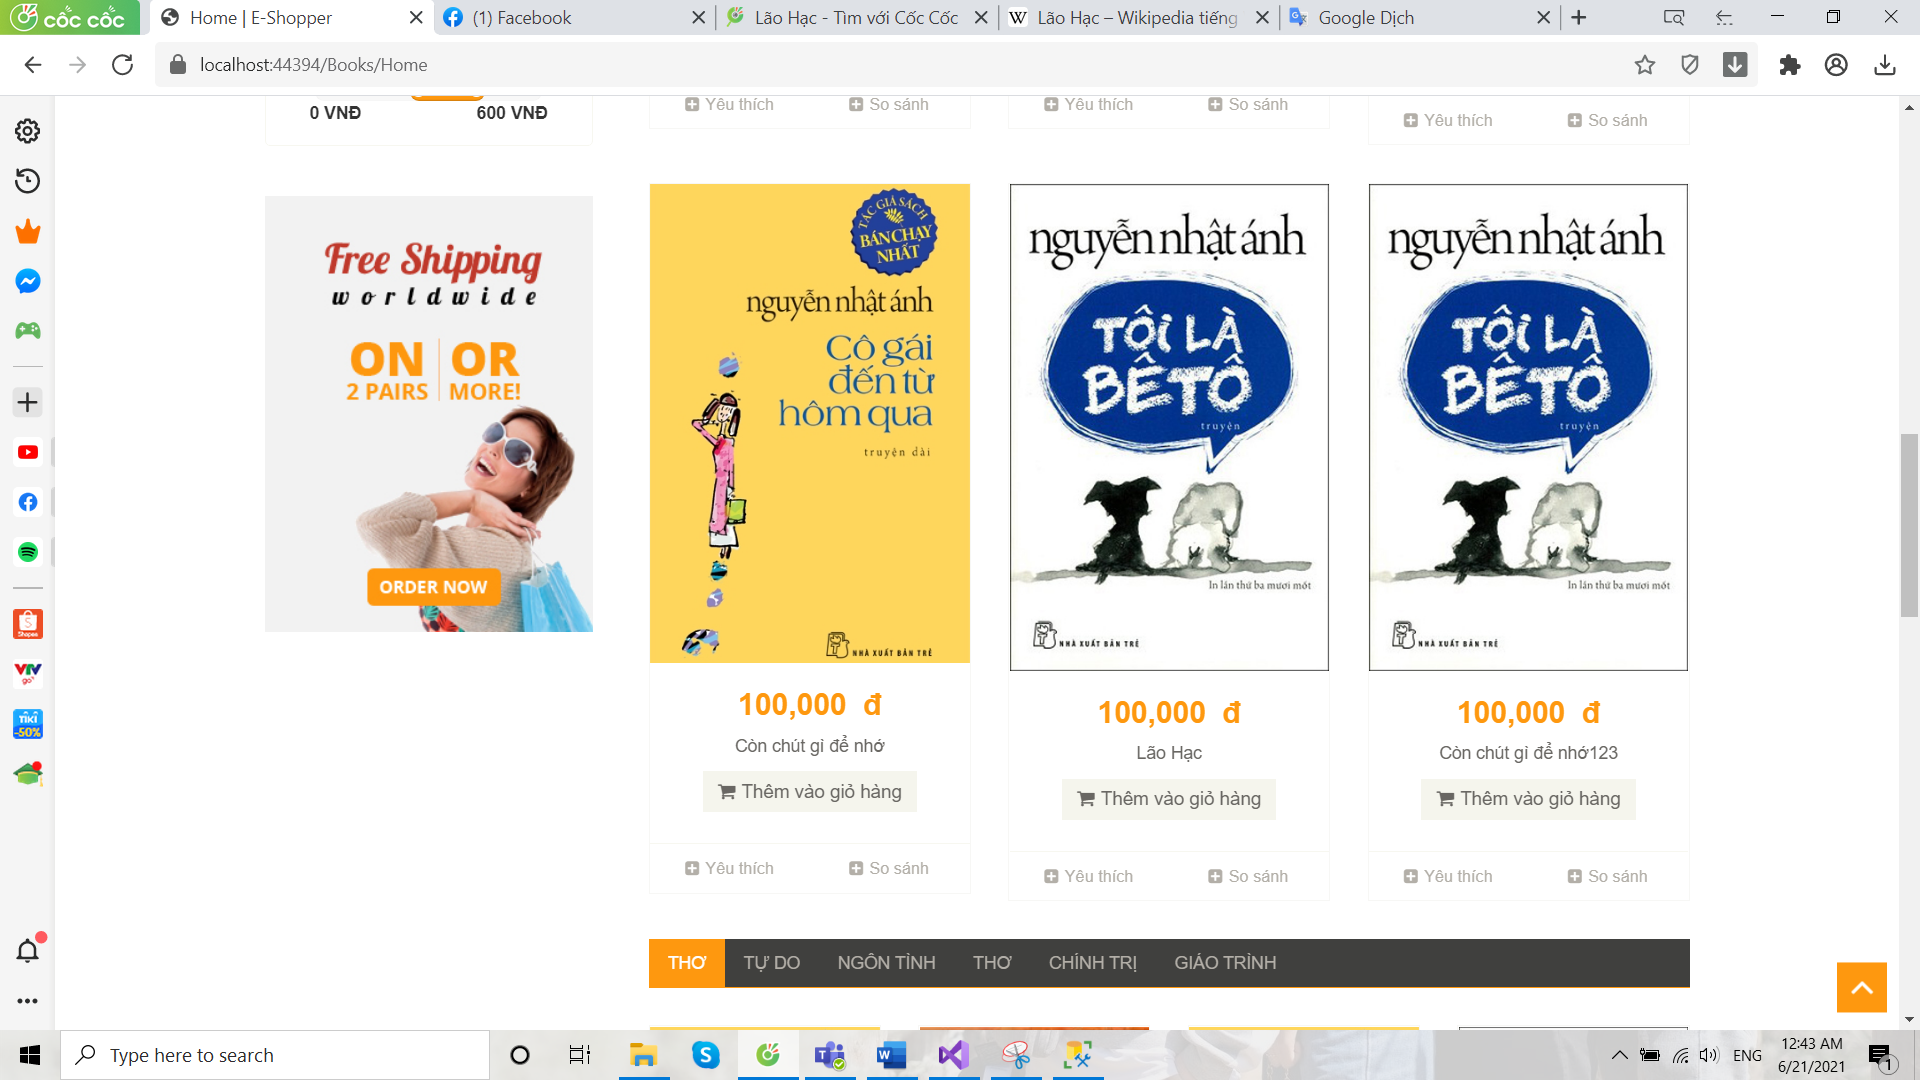 cốc cốc
Home | E-Shopper
(1) Facebook
Lão Hạc - Tìm với Cốc Cốc
Lão Hạc – Wikipedia tiếng
Google Dịch
localhost:44394/Books/Home
0 VNĐ
600 VNĐ
Yêu thích
So sánh
Yêu thích
So sánh
Yêu thích
So sánh
Free Shipping
worldwide
ON OR
2 PAIRS MORE!
ORDER NOW
TÁC GIẢ SÁCH
BÁN CHẠY
NHẤT
nguyễn nhật ánh
Cô gái
đến từ
hôm qua
truyện dài
NHÀ XUẤT BẢN TRẺ
nguyễn nhật ánh
TÔI LÀ
BÊTÔ
truyện
In lần thứ ba mươi mốt
NHÀ XUẤT BẢN TRẺ
nguyễn nhật ánh
TÔI LÀ
BÊTÔ
truyện
In lần thứ ba mươi mốt
NHÀ XUẤT BẢN TRẺ
100,000 đ
Còn chút gì để nhớ
Thêm vào giỏ hàng
Yêu thích
So sánh
100,000 đ
Lão Hạc
Thêm vào giỏ hàng
Yêu thích
So sánh
100,000 đ
Còn chút gì để nhớ123
Thêm vào giỏ hàng
Yêu thích
So sánh
THƠ
TỰ DO
NGÔN TÌNH
THƠ
CHÍNH TRỊ
GIÁO TRÌNH
Shopee
VTV
go
TIKI
-50%
Type here to search
ENG
12:43 AM
6/21/2021
1